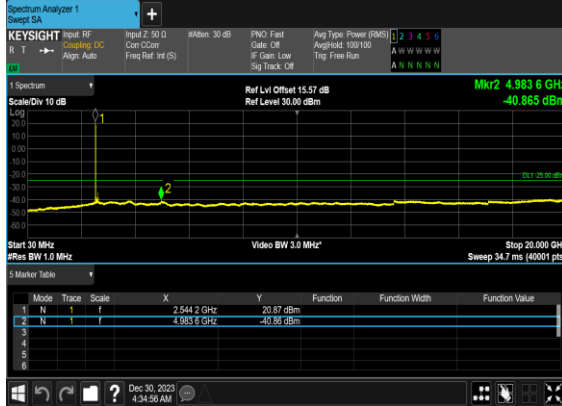 Spectrum Analyzer 1
Swept SA
+
KEYSIGHT Input: RF Input Z: 50 Ω #Atten: 30 dB PNO: Fast Avg Type: Power (RMS) 1 2 3 4 5 6
R T Coupling: DC Corr CCorr Gate: Off Avg|Hold: 100/100 A W W W W W
Align: Auto Freq Ref: Int (S) IF Gain: Low Trig: Free Run
Sig Track: Off A N N N N N
1 Spectrum Ref Lvl Offset 15.57 dB Mkr2 4.983 6 GHz
Scale/Div 10 dB Ref Level 30.00 dBm -40.865 dBm
Log
20.0
10.0
0.00
-10.0
-20.0
-30.0
-40.0
-50.0
-60.0
1
2
DL1 -25.00 dBm
Start 30 MHz Video BW 3.0 MHz* Stop 20.000 GHz
#Res BW 1.0 MHz Sweep 34.7 ms (40001 pts)
5 Marker Table
Mode Trace Scale X Y Function Function Width Function Value
1 N 1 f 2.544 2 GHz 20.87 dBm
2 N 1 f 4.983 6 GHz -40.86 dBm
3
4
5
6
? Dec 30, 2023
4:34:56 AM